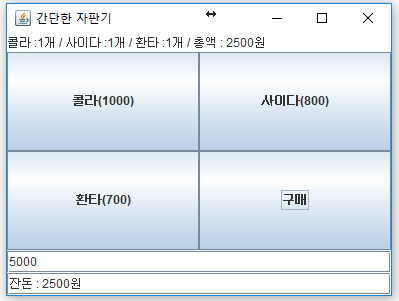 간단한 자판기
콜라 :1개 / 사이다 :1개 / 환타 :1개 / 총액 : 2500원
콜라(1000) 사이다(800)
환타(700) 구매
5000
잔돈 : 2500원